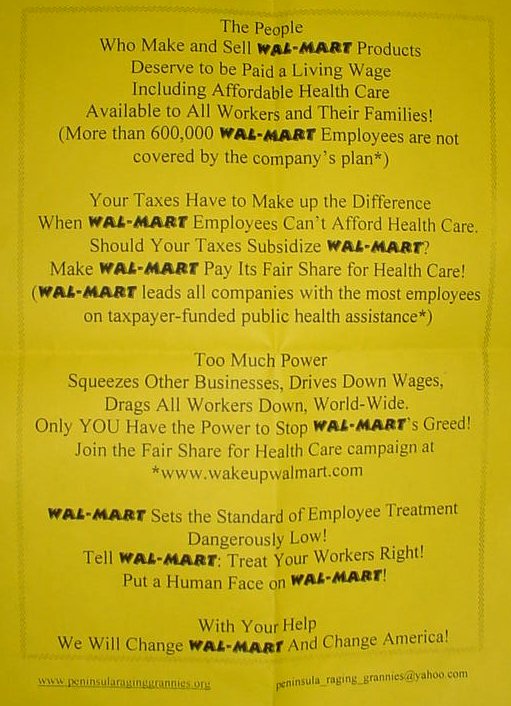 The People
Who Make and Sell WAL-MART Products
Deserve to be Paid a Living Wage
Including Affordable Health Care
Available to All Workers and Their Families!
(More than 600,000 WAL-MART Employees are not
covered by the company's plan*)
Your Taxes Have to Make up the Difference
When WAL-MART Employees Can't Afford Health Care.
Should Your Taxes Subsidize WAL-MART?
Make WAL-MART Pay Its Fair Share for Health Care!
(WAL-MART leads all companies with the most employees
on taxpayer-funded public health assistance*)
Too Much Power
Squeezes Other Businesses, Drives Down Wages,
Drags All Workers Down, World-Wide.
Only YOU Have the Power to Stop WAL-MART's Greed!
Join the Fair Share for Health Care campaign at
*www.wakeupwalmart.com
WAL-MART Sets the Standard of Employee Treatment
Dangerously Low!
Tell WAL-MART: Treat Your Workers Right!
Put a Human Face on WAL-MART!
With Your Help
We Will Change WAL-MART And Change America!
www.peninsularaginggrannies.org peninsula_raging_grannies@yahoo.com